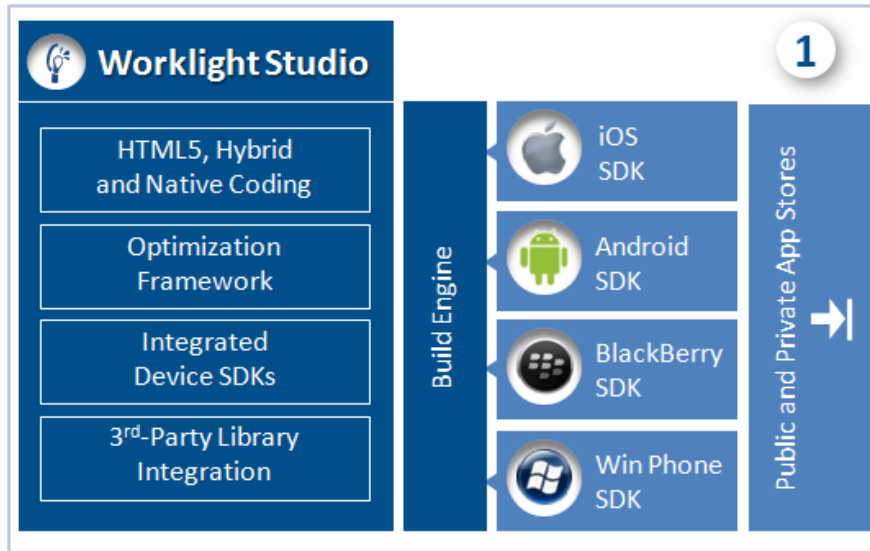 Worklight Studio
1
HTML5, Hybrid
and Native Coding
Optimization
Framework
Integrated
Device SDKs
3rd-Party Library
Integration
Build Engine
iOS
SDK
Android
SDK
BlackBerry
SDK
Win Phone
SDK
Public and Private App Stores